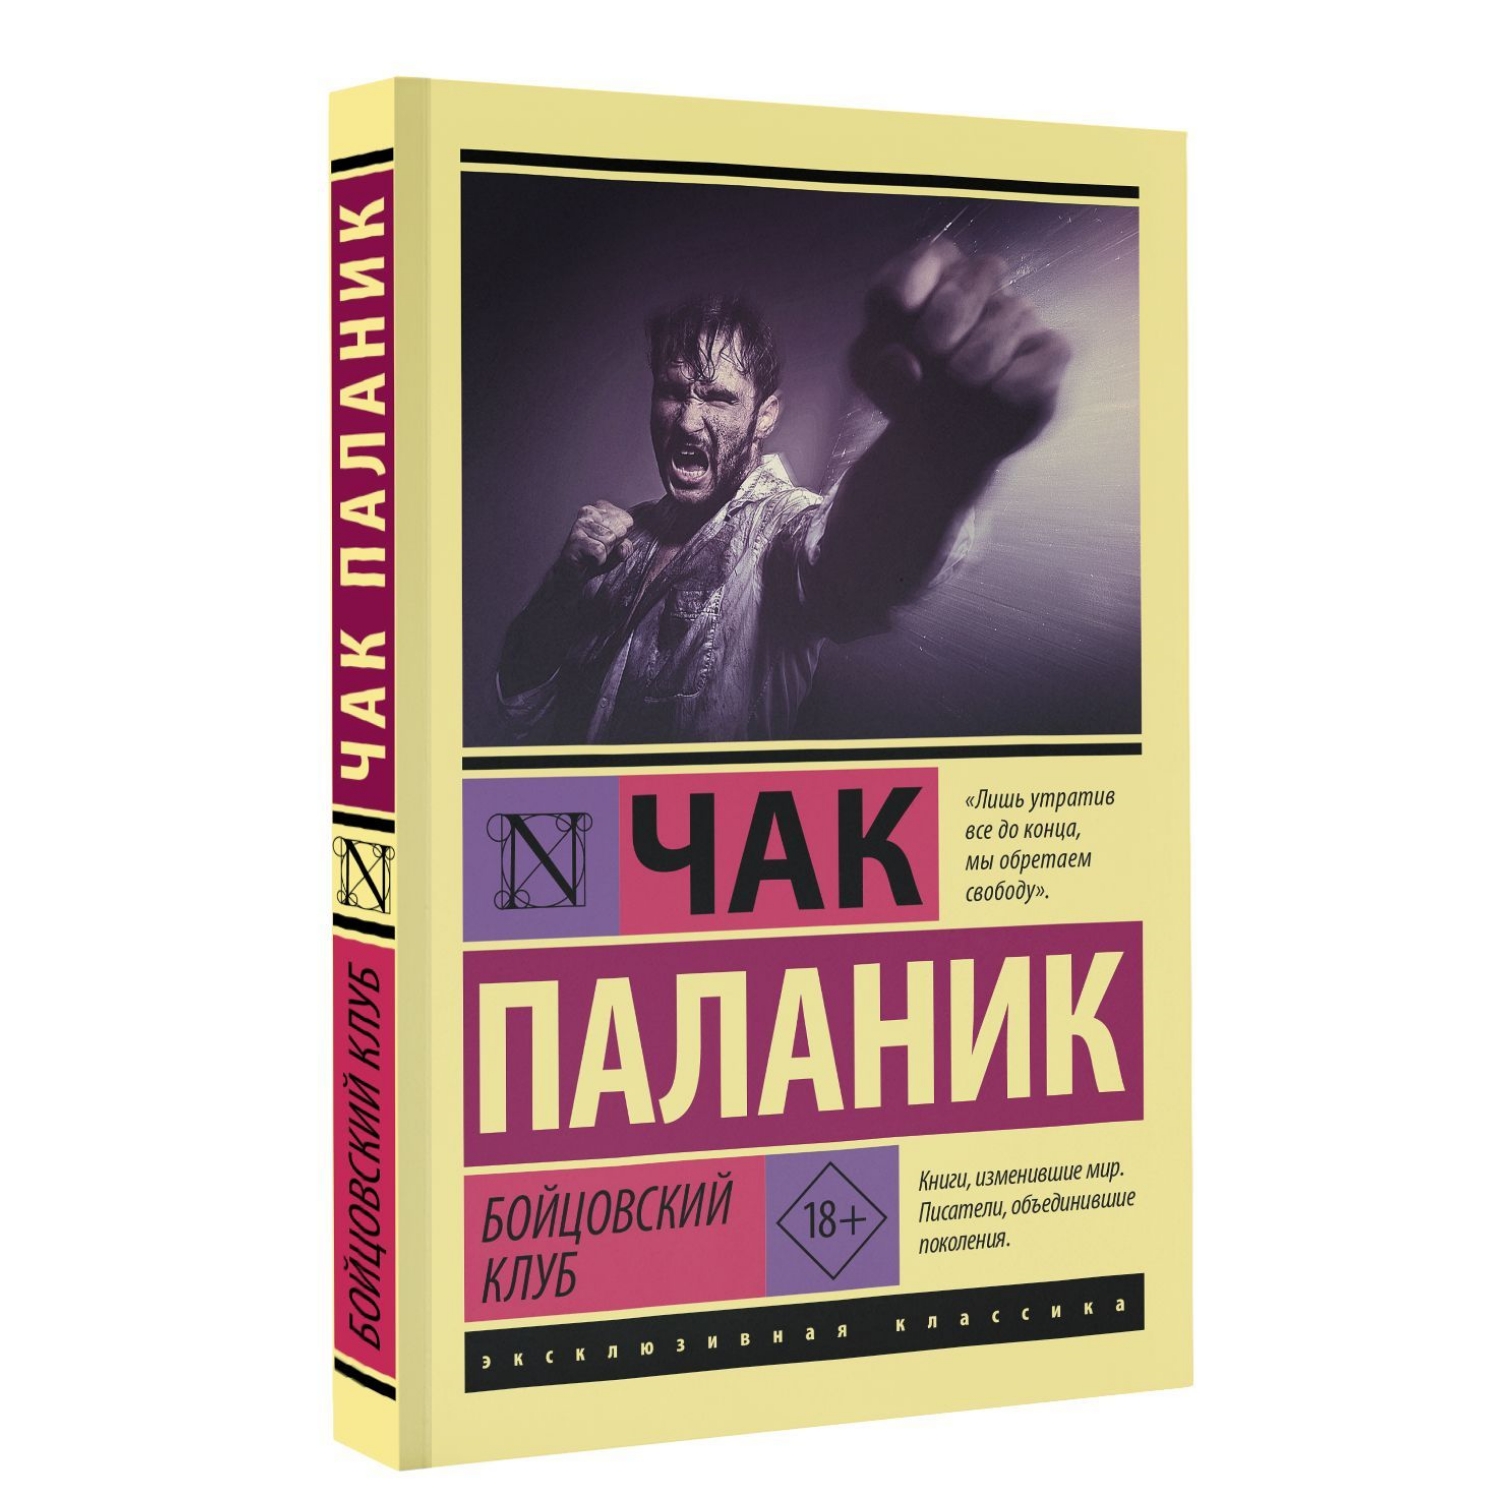 ЧАК ПАЛАНИК
N
БОЙЦОВСКИЙ КЛУБ
N
ЧАК
«Лишь утратив
все до конца,
мы обретаем
свободу».
ПАЛАНИК
БОЙЦОВСКИЙ
КЛУБ
18+
Книги, изменившие мир.
Писатели, объединившие
поколения.
эксклюзивная классика